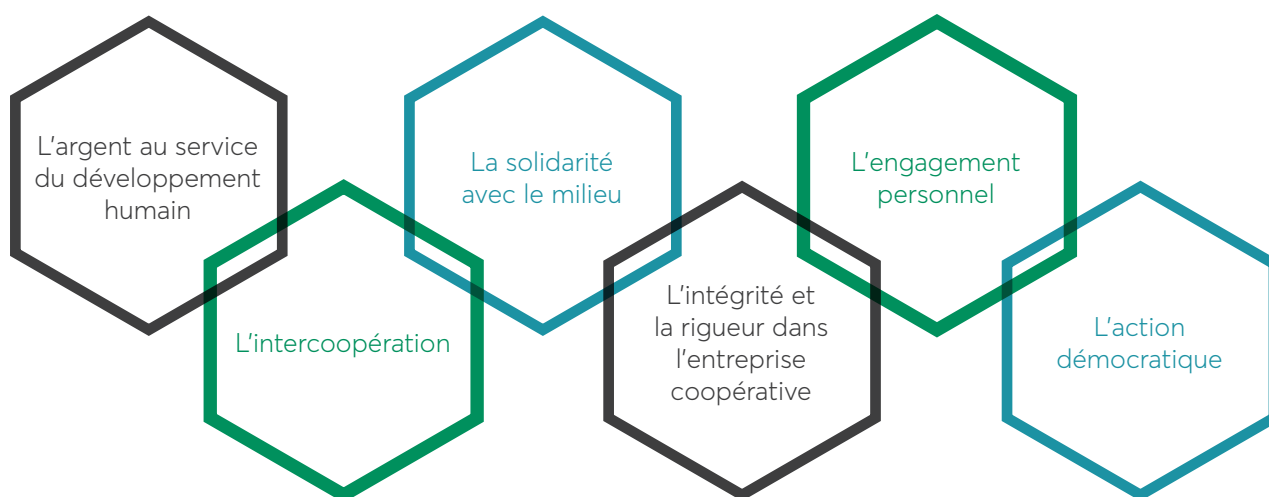 L'argent au service
du développement
humain
L'intercoopération
La solidarité
avec le milieu
L'intégrité et
la rigueur dans
l'entreprise
coopérative
L'engagement
personnel
L'action
démocratique